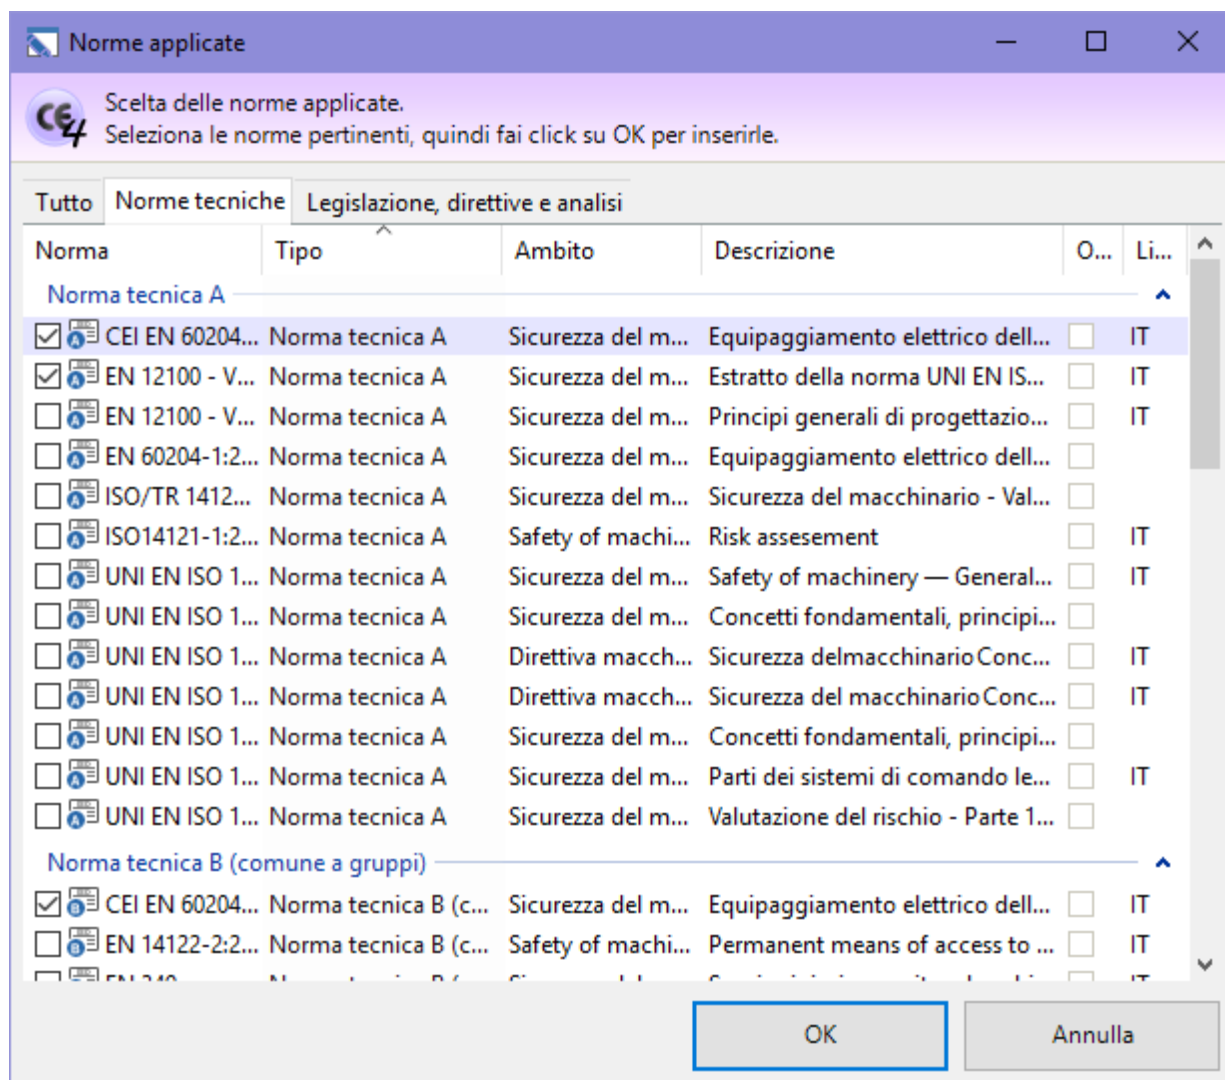 Norme applicate
CE4
Scelta delle norme applicate.
Seleziona le norme pertinenti, quindi fai click su OK per inserirle.
Tutto Norme tecniche Legislazione, direttive e analisi
Norma Tipo Ambito Descrizione O... Li...
Norma tecnica A
CEI EN 60204... Norma tecnica A Sicurezza del m... Equipaggiamento elettrico dell... IT
EN 12100 - V... Norma tecnica A Sicurezza del m... Estratto della norma UNI EN IS... IT
EN 12100 - V... Norma tecnica A Sicurezza del m... Principi generali di progettazio... IT
EN 60204-1:2... Norma tecnica A Sicurezza del m... Equipaggiamento elettrico dell...
ISO/TR 1412... Norma tecnica A Sicurezza del m... Sicurezza del macchinario - Val...
ISO14121-1:2... Norma tecnica A Safety of machi... Risk assesement IT
UNI EN ISO 1... Norma tecnica A Sicurezza del m... Safety of machinery — General... IT
UNI EN ISO 1... Norma tecnica A Sicurezza del m... Concetti fondamentali, principi...
UNI EN ISO 1... Norma tecnica A Direttiva macch... Sicurezza delmacchinario Conc... IT
UNI EN ISO 1... Norma tecnica A Direttiva macch... Sicurezza del macchinario Conc... IT
UNI EN ISO 1... Norma tecnica A Sicurezza del m... Concetti fondamentali, principi...
UNI EN ISO 1... Norma tecnica A Sicurezza del m... Parti dei sistemi di comando le... IT
UNI EN ISO 1... Norma tecnica A Sicurezza del m... Valutazione del rischio - Parte 1...
Norma tecnica B (comune a gruppi)
CEI EN 60204... Norma tecnica B (c... Sicurezza del m... Equipaggiamento elettrico dell... IT
EN 14122-2:2... Norma tecnica B (c... Safety of machi... Permanent means of access to ... IT
OK Annulla